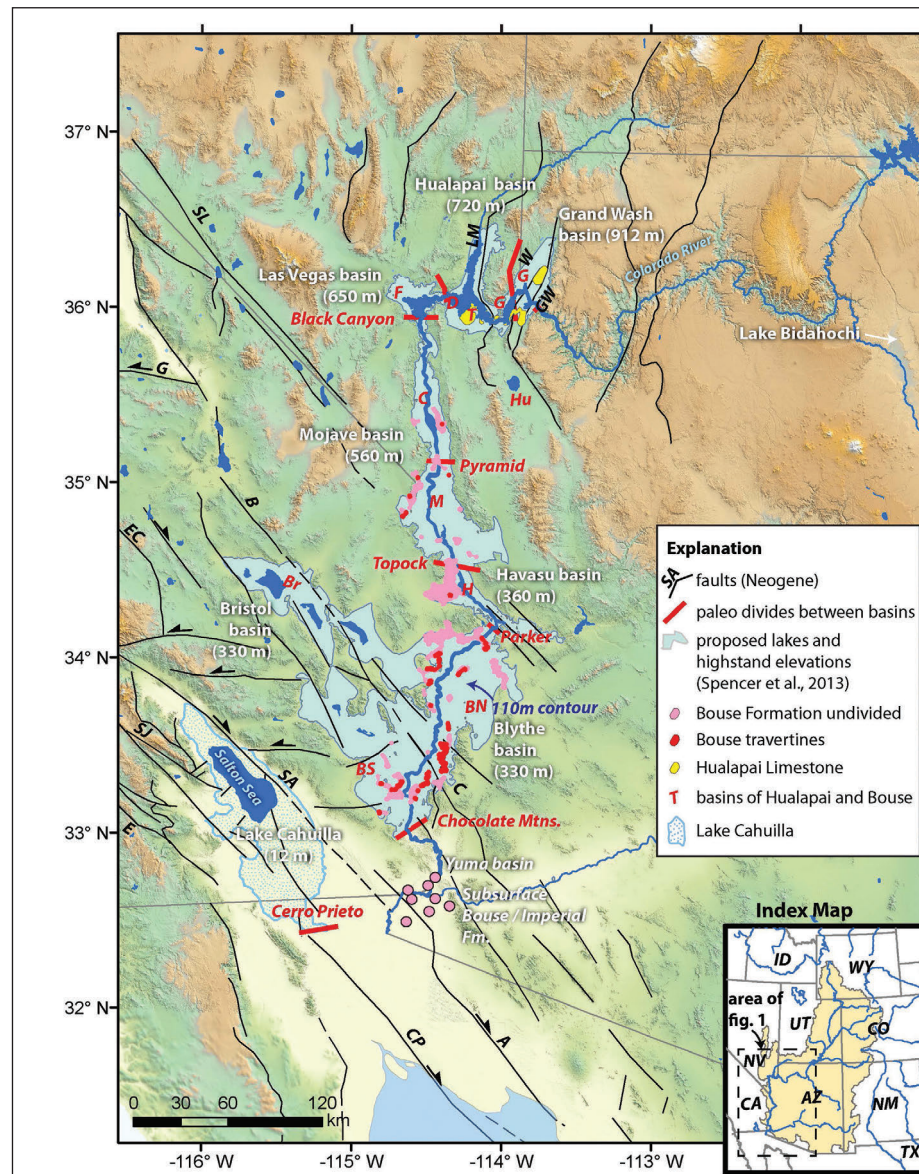 37° N
36° N
35° N
34° N
33° N
32° N
-116° W
-115° W
-114° W
-113° W
Hualapai basin
(720 m)
Grand Wash
basin (912 m)
SL
LM
W
G
GW
Las Vegas basin
(650 m)
F
D
T
G
Colorado River
Black Canyon
Lake Bidahochi
G
C
Hu
Mojave basin
(560 m)
Pyramid
M
B
EC
Topock
H
Havasu basin
(360 m)
Br
Bristol
basin
(330 m)
Parker
BN
110m contour
Blythe
basin
(330 m)
SJ
SA
BS
C
Salton Sea
E
Lake Cahuilla
(12 m)
Chocolate Mtns.
Yuma basin
Subsurface
Bouse / Imperial
Fm.
Cerro Prieto
CP
A
0 30 60 120
km
Explanation
SA
faults (Neogene)
paleo divides between basins
proposed lakes and
highstand elevations
(Spencer et al., 2013)
Bouse Formation undivided
Bouse travertines
Hualapai Limestone
T
basins of Hualapai and Bouse
Lake Cahuilla
Index Map
ID
WY
area of
fig. 1
UT
CO
NV
CA
AZ
NM
TX